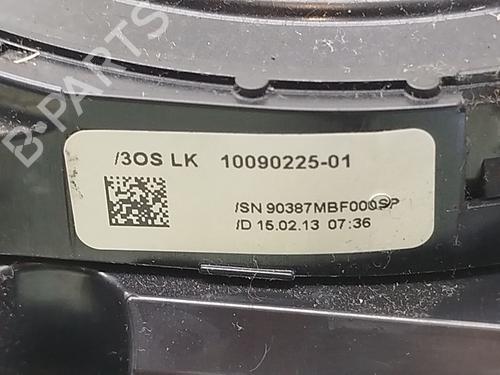 B-PARTS
/3OS LK 10090225-01
/SN 90387MBF000SP
/D 15.02.13 07:36